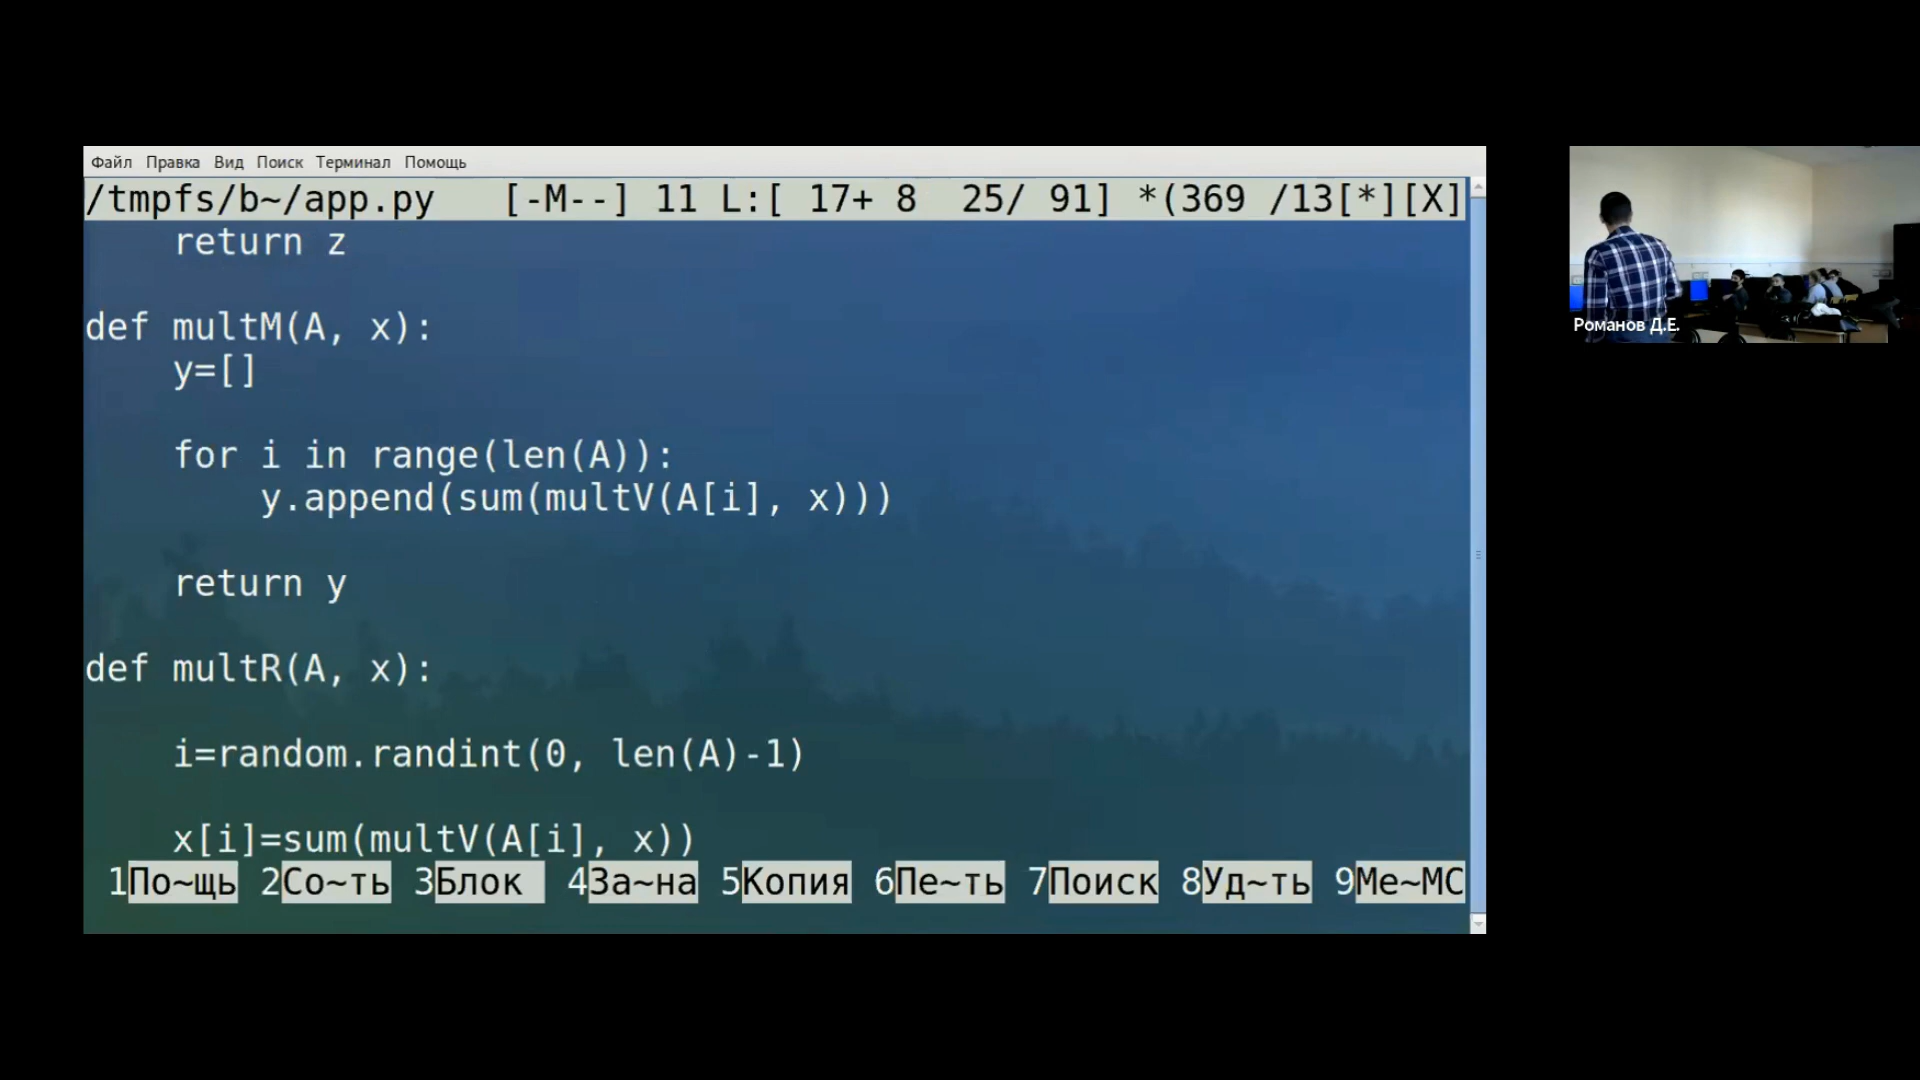 Файл Правка Вид Поиск Терминал Помощь
/tmpfs/b~/app.py [-M--] 11 L:[ 17+ 8 25/ 91] *(369 /13[*][X]
return z
def multM(A, x):
y=[]
for i in range(len(A)):
y.append(sum(multV(A[i], x)))
return y
def multR(A, x):
i=random.randint(0, len(A)-1)
x[i]=sum(multV(A[i], x))
1По~щь 2Со~ть 3Блок 4За~на 5Копия 6Пе~ть 7Поиск 8Уд~ть 9Ме~МС
Романов Д.Е.